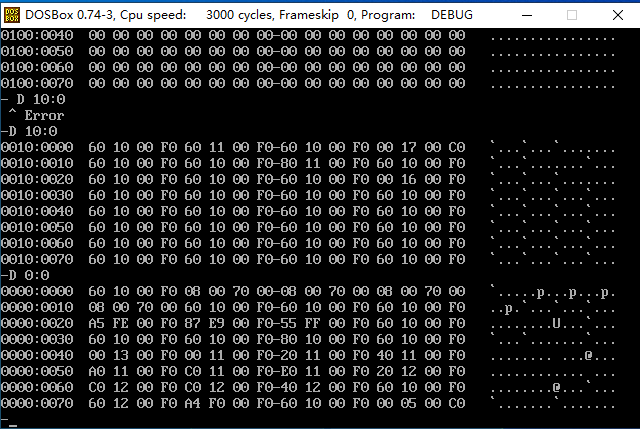 DOSBox 0.74-3, Cpu speed: 3000 cycles, Frameskip 0, Program: DEBUG
0100:0040 00 00 00 00 00 00 00 00-00 00 00 00 00 00 00 00 ................
0100:0050 00 00 00 00 00 00 00 00-00 00 00 00 00 00 00 00 ................
0100:0060 00 00 00 00 00 00 00 00-00 00 00 00 00 00 00 00 ................
0100:0070 00 00 00 00 00 00 00 00-00 00 00 00 00 00 00 00 ................
- D 10:0
^ Error
-D 10:0
0010:0000 60 10 00 F0 60 11 00 F0-60 10 00 F0 00 17 00 C0 `...`...`.......
0010:0010 60 10 00 F0 60 10 00 F0-80 11 00 F0 60 10 00 F0 `...`.......`...
0010:0020 60 10 00 F0 60 10 00 F0-60 10 00 F0 00 16 00 F0 `...`...`.......
0010:0030 60 10 00 F0 60 10 00 F0-60 10 00 F0 60 10 00 F0 `...`...`...`...
0010:0040 60 10 00 F0 60 10 00 F0-60 10 00 F0 60 10 00 F0 `...`...`...`...
0010:0050 60 10 00 F0 60 10 00 F0-60 10 00 F0 60 10 00 F0 `...`...`...`...
0010:0060 60 10 00 F0 60 10 00 F0-60 10 00 F0 60 10 00 F0 `...`...`...`...
0010:0070 60 10 00 F0 60 10 00 F0-60 10 00 F0 60 10 00 F0 `...`...`...`...
-D 0:0
0000:0000 60 10 00 F0 08 00 70 00-08 00 70 00 08 00 70 00 `.....p...p...p.
0000:0010 08 00 70 00 60 10 00 F0-60 10 00 F0 60 10 00 F0 ..p.`...`...`...
0000:0020 A5 FE 00 F0 87 E9 00 F0-55 FF 00 F0 60 10 00 F0 ........U...`...
0000:0030 60 10 00 F0 60 10 00 F0-80 10 00 F0 60 10 00 F0 `...`.......`...
0000:0040 00 13 00 F0 00 11 00 F0-20 11 00 F0 40 11 00 F0 ........ ...@...
0000:0050 A0 11 00 F0 C0 11 00 F0-E0 11 00 F0 20 12 00 F0 ............ ...
0000:0060 C0 12 00 F0 C0 12 00 F0-40 12 00 F0 60 10 00 F0 ........@...`...
0000:0070 60 12 00 F0 A4 F0 00 F0-60 10 00 F0 00 05 00 C0 `.......`.......
-